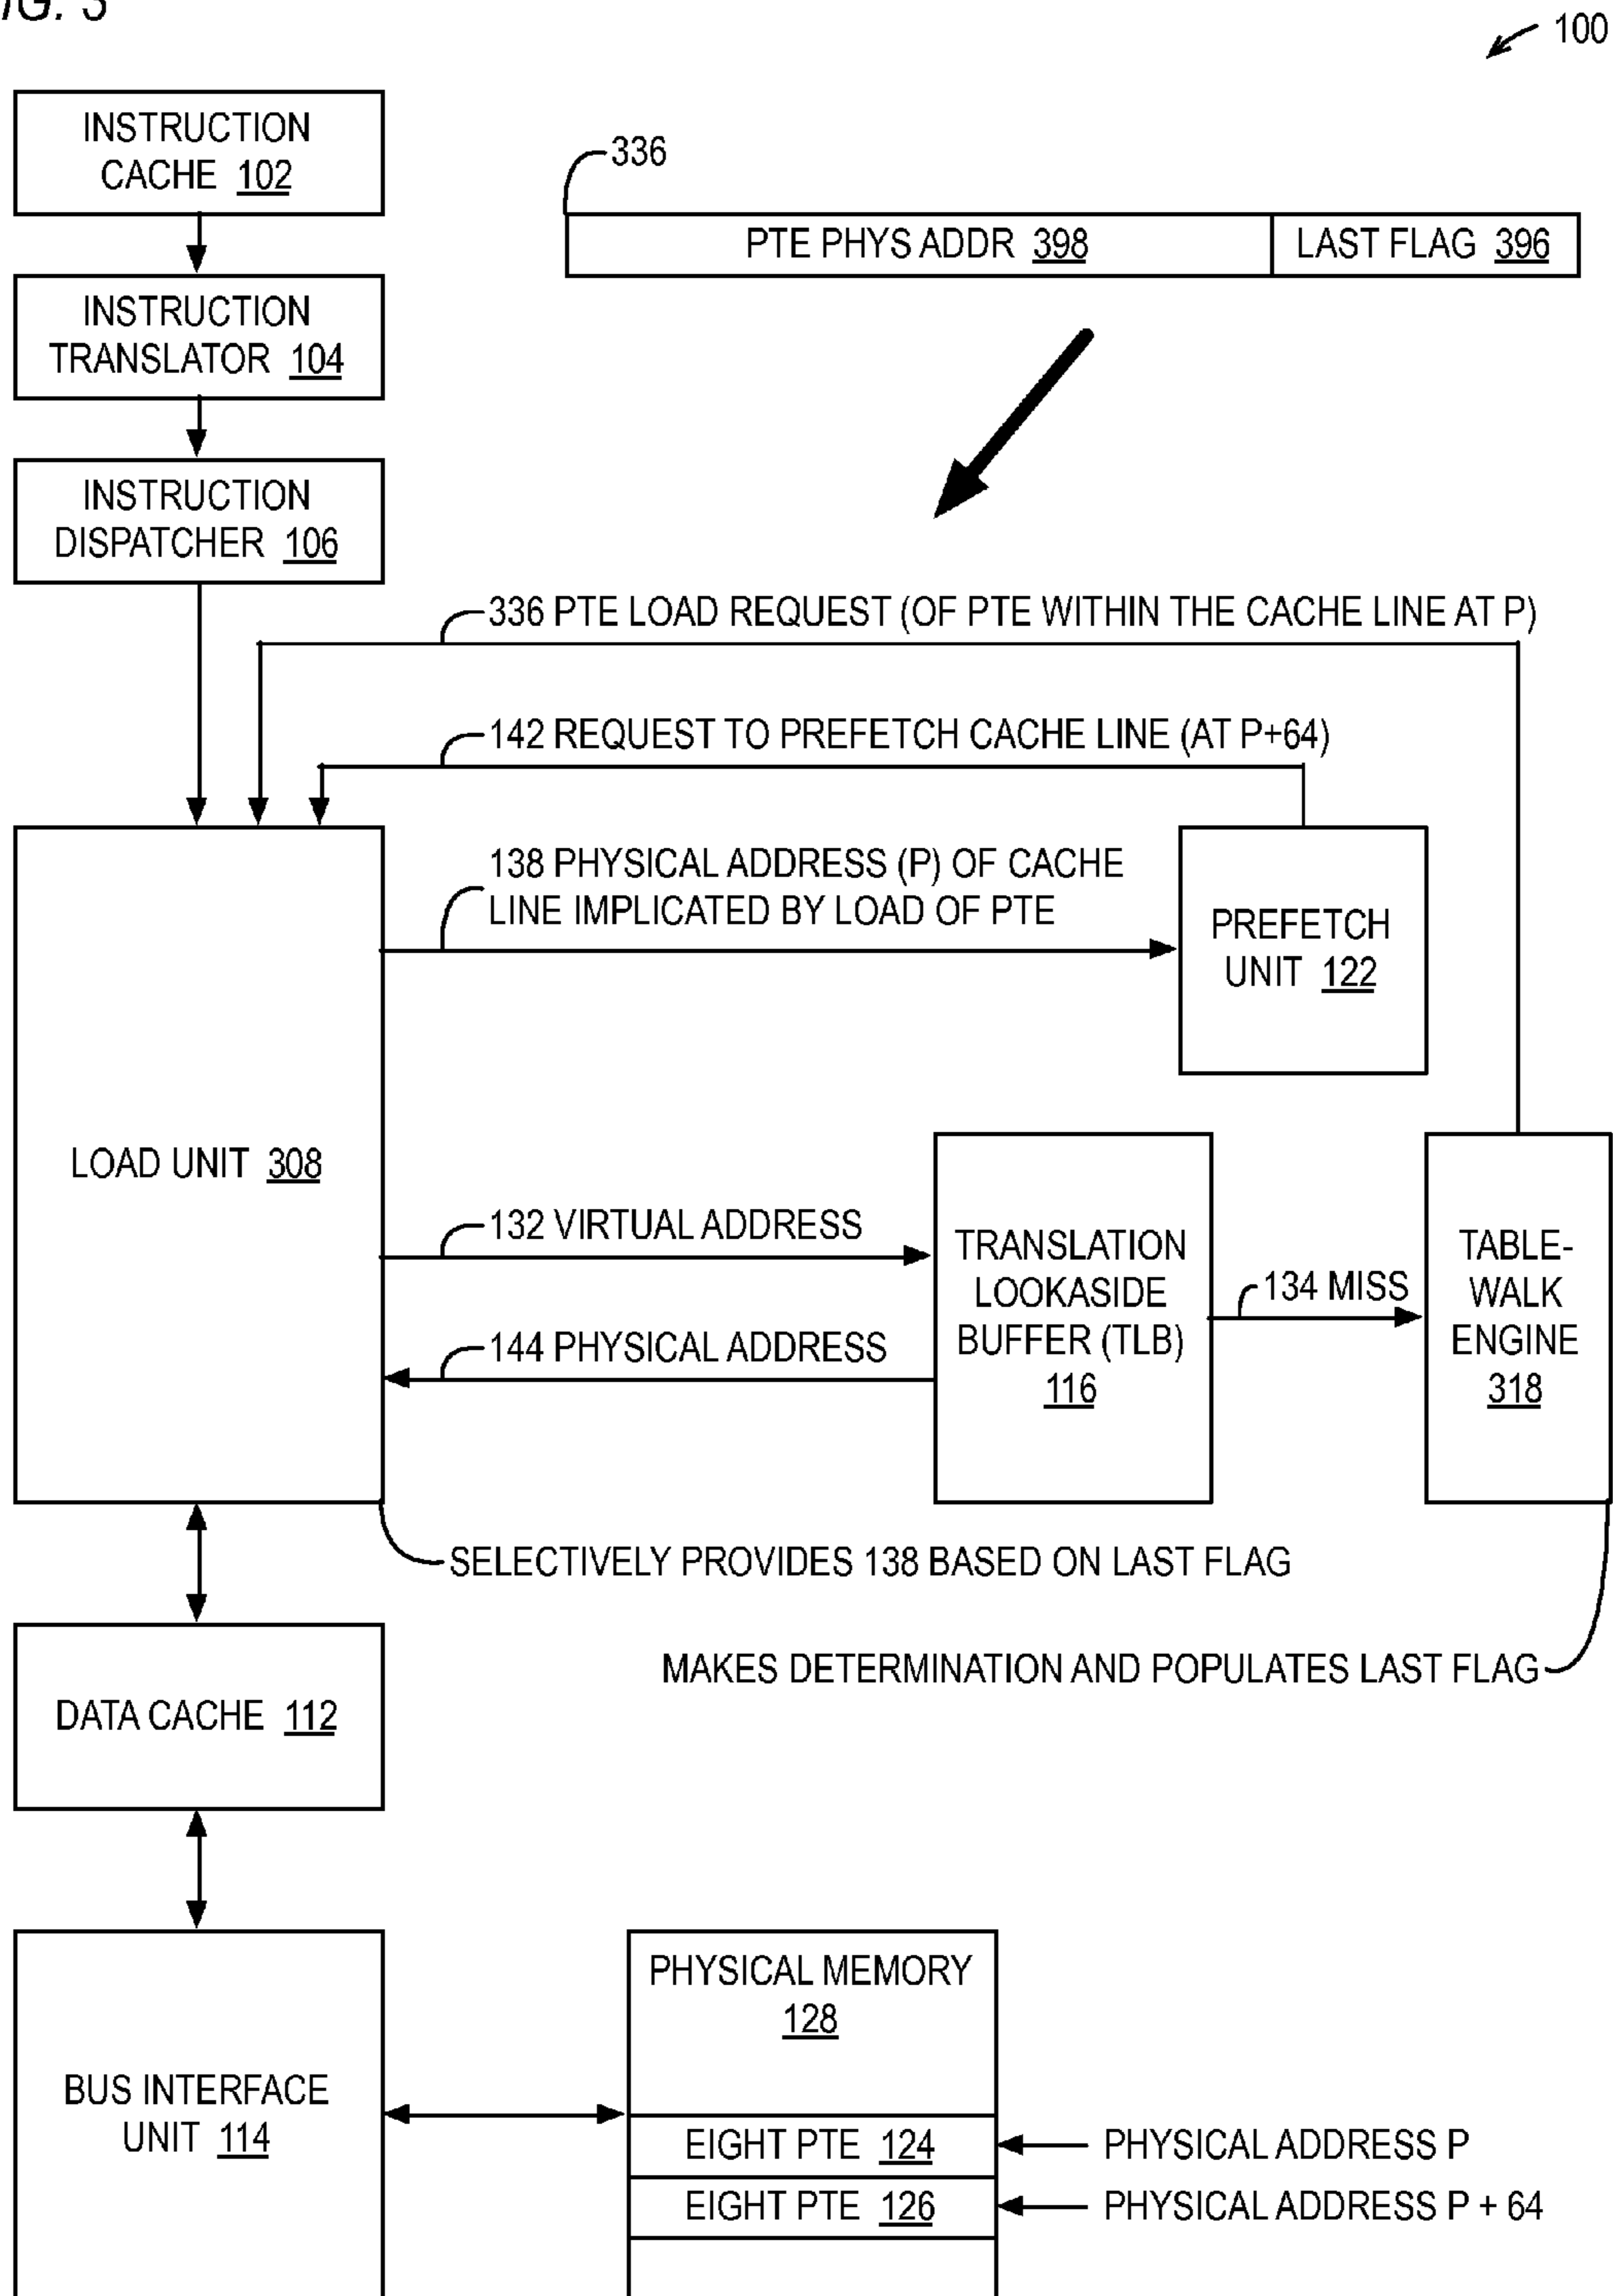 IG. 3
100
INSTRUCTION
CACHE 102
336
PTE PHYS ADDR 398
LAST FLAG 396
INSTRUCTION
TRANSLATOR 104
INSTRUCTION
DISPATCHER 106
336 PTE LOAD REQUEST (OF PTE WITHIN THE CACHE LINE AT P)
142 REQUEST TO PREFETCH CACHE LINE (AT P+64)
138 PHYSICAL ADDRESS (P) OF CACHE
LINE IMPLICATED BY LOAD OF PTE
PREFETCH
UNIT 122
LOAD UNIT 308
132 VIRTUAL ADDRESS
144 PHYSICAL ADDRESS
TRANSLATION
LOOKASIDE
BUFFER (TLB)
116
134 MISS
TABLE-
WALK
ENGINE
318
SELECTIVELY PROVIDES 138 BASED ON LAST FLAG
MAKES DETERMINATION AND POPULATES LAST FLAG
DATA CACHE 112
BUS INTERFACE
UNIT 114
PHYSICAL MEMORY
128
EIGHT PTE 124
PHYSICAL ADDRESS P
EIGHT PTE 126
PHYSICAL ADDRESS P + 64